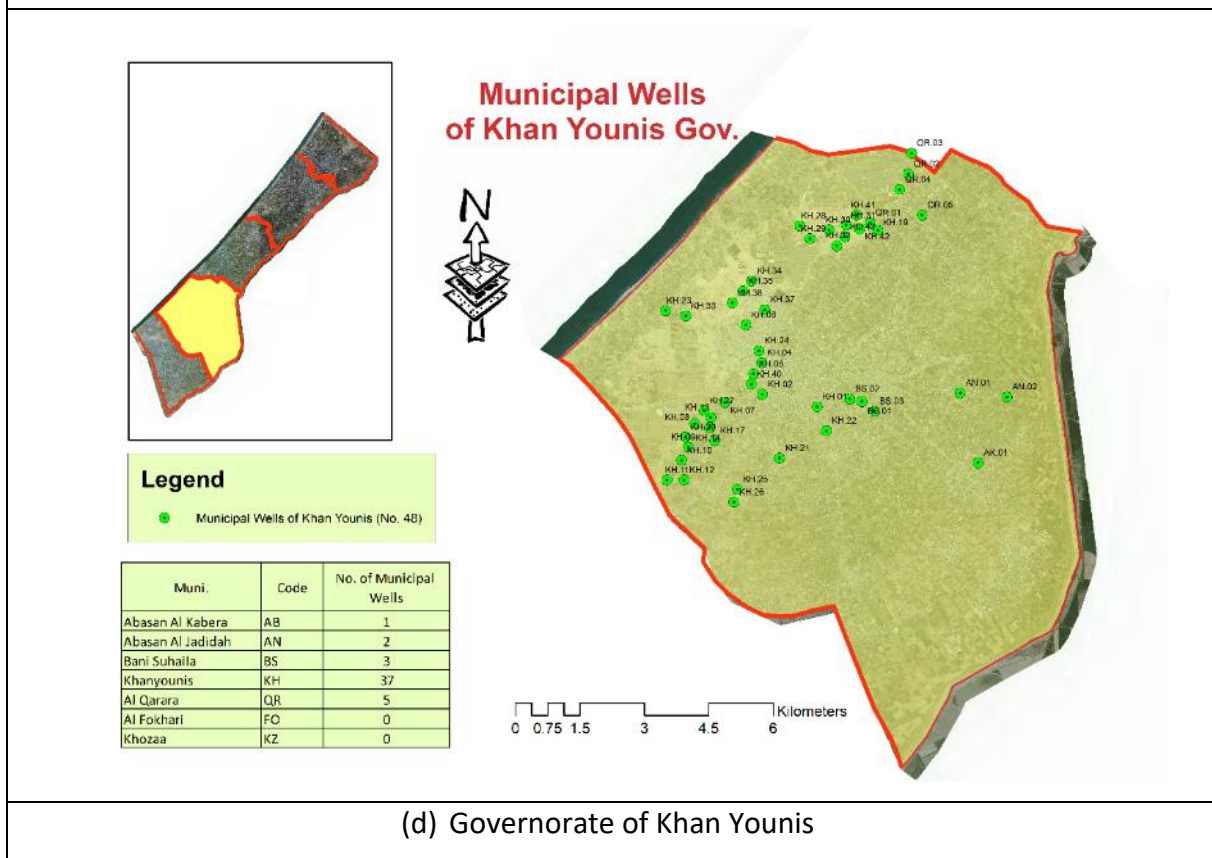 Municipal Wells
of Khan Younis Gov.
N
QR.03
QR.02
QR.04
QR.05
KH.41
KH.31
QR.01
KH.19
KH.28
KH.42
KH.29
KH.34
KH.35
KH.38
KH.23
KH.33
KH.37
KH.24
KH.04
KH.05
KH.40
KH.02
KH.27
KH.07
KH.17
KH.10
KH.11
KH.12
KH.01
BS.02
BS.03
BS.01
KH.22
KH.21
KH.25
KH.26
AN.01
AN.02
AK.01
Legend
Municipal Wells of Khan Younis (No. 48)
Muni. Code No. of Municipal
Wells
Abasan Al Kabera AB 1
Abasan Al Jadidah AN 2
Bani Suhaila BS 3
Khanyounis KH 37
Al Qarara QR 5
Al Fokhari FO 0
Khozaa KZ 0
Kilometers
0 0.75 1.5 3 4.5 6
(d) Governorate of Khan Younis